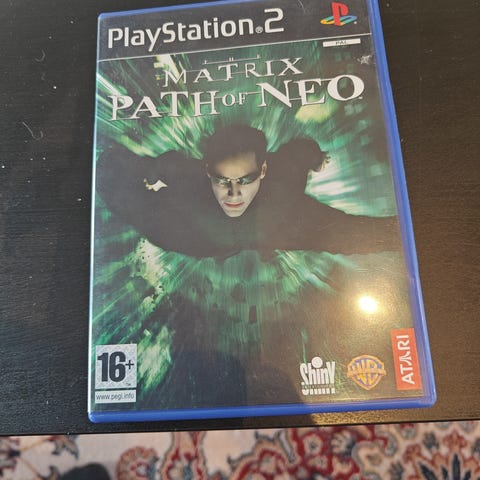 PlayStation®2
PAL
THE
MATRIX
PATH OF NEO
16+
www.pegi.info
Shiny
WB
ATARI